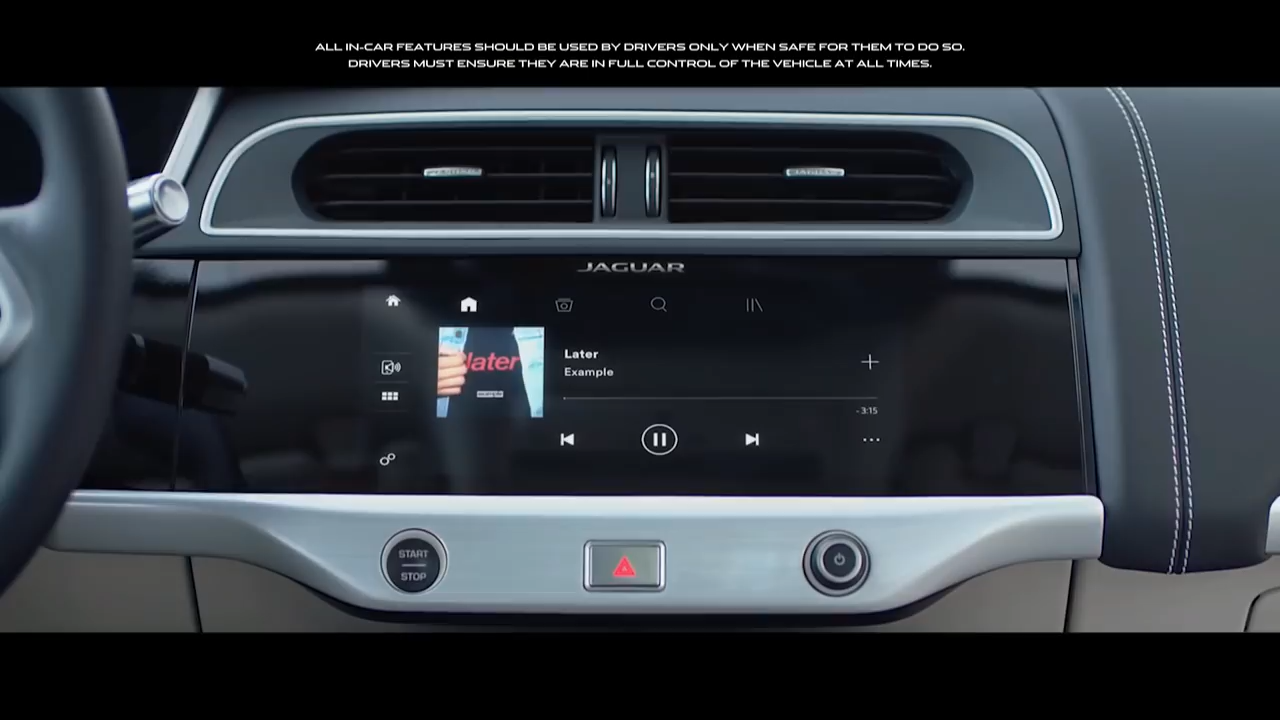 ALL IN-CAR FEATURES SHOULD BE USED BY DRIVERS ONLY WHEN SAFE FOR THEM TO DO SO.
DRIVERS MUST ENSURE THEY ARE IN FULL CONTROL OF THE VEHICLE AT ALL TIMES.
JAGUAR
later
example
Later
Example
-3:15
START
STOP